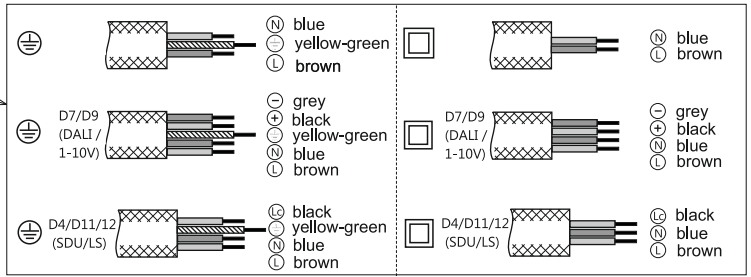 N blue
yellow-green
L brown
D7/D9
(DALI /
1-10V)
− grey
+ black
yellow-green
N blue
L brown
D4/D11/12
(SDU/LS)
Lc black
yellow-green
N blue
L brown
N blue
L brown
D7/D9
(DALI /
1-10V)
− grey
+ black
N blue
L brown
D4/D11/12
(SDU/LS)
Lc black
N blue
L brown